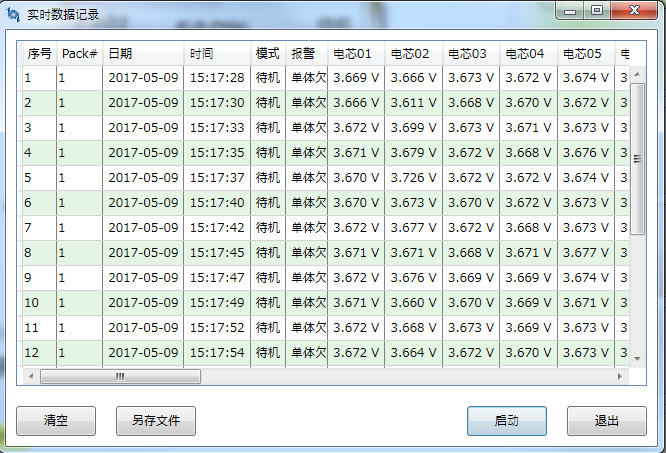 实时数据记录
序号 Pack# 日期 时间 模式 报警 电芯01 电芯02 电芯03 电芯04 电芯05
1 1 2017-05-09 15:17:28 待机 单体欠 3.669 V 3.666 V 3.673 V 3.672 V 3.674 V 3
2 1 2017-05-09 15:17:30 待机 单体欠 3.666 V 3.611 V 3.668 V 3.670 V 3.672 V 3
3 1 2017-05-09 15:17:33 待机 单体欠 3.672 V 3.699 V 3.673 V 3.671 V 3.673 V 3
4 1 2017-05-09 15:17:35 待机 单体欠 3.671 V 3.679 V 3.672 V 3.668 V 3.676 V 3
5 1 2017-05-09 15:17:37 待机 单体欠 3.670 V 3.726 V 3.672 V 3.672 V 3.674 V 3
6 1 2017-05-09 15:17:40 待机 单体欠 3.670 V 3.673 V 3.670 V 3.672 V 3.673 V 3
7 1 2017-05-09 15:17:42 待机 单体欠 3.672 V 3.677 V 3.672 V 3.668 V 3.673 V 3
8 1 2017-05-09 15:17:45 待机 单体欠 3.671 V 3.671 V 3.668 V 3.671 V 3.677 V 3
9 1 2017-05-09 15:17:47 待机 单体欠 3.672 V 3.676 V 3.669 V 3.669 V 3.674 V 3
10 1 2017-05-09 15:17:49 待机 单体欠 3.671 V 3.660 V 3.670 V 3.669 V 3.671 V 3
11 1 2017-05-09 15:17:52 待机 单体欠 3.672 V 3.668 V 3.673 V 3.669 V 3.673 V 3
12 1 2017-05-09 15:17:54 待机 单体欠 3.672 V 3.664 V 3.672 V 3.670 V 3.673 V 3
清空 另存文件 启动 退出